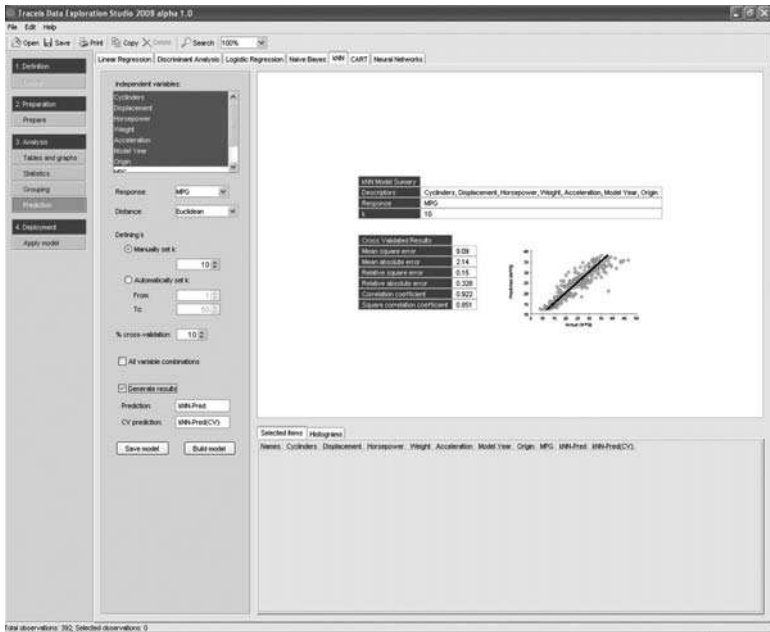 Traceis Data Exploration Studio 2009 alpha 1.0
File Edit Help
Open Save Print Copy Delete Search 100%
1. Definition
2. Preparation
Prepare
3. Analysis
Tables and graphs
Statistics
Grouping
Prediction
4. Deployment
Apply model
Linear Regression Discriminant Analysis Logistic Regression Naive Bayes kNN CART Neural Networks
Independent variables:
Cyclinders
Displacement
Horsepower
Weight
Acceleration
Model Year
Origin
MPG
Response: MPG
Distance: Euclidean
Defining k
Manually set k:
10
Automatically set k:
From:
To:
% cross-validation: 10
All variable combinations
Generate results
Prediction: kNN-Pred
CV prediction: kNN-Pred(CV)
Save model Build model
kNN Model Sumary
Descriptors Cyclinders, Displacement, Horsepower, Weight, Acceleration, Model Year, Origin
Response MPG
k 10
Cross Validated Results
Mean square error 9.09
Mean absolute error 2.14
Relative square error 0.15
Relative absolute error 0.328
Correlation coefficient 0.922
Square correlation coefficient 0.851
Selected items Histograms
Names Cyclinders Displacement Horsepower Weight Acceleration Model Year Origin MPG kNN-Pred kNN-Pred(CV)
Total observations: 392, Selected observations: 0